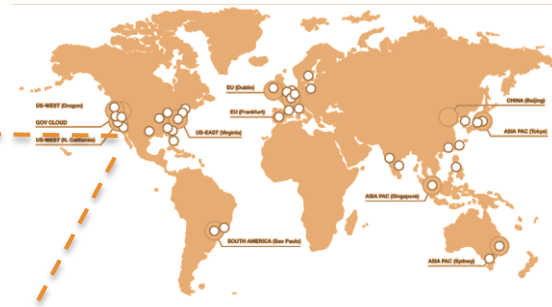 US-WEST (Oregon)
GOV CLOUD
US-WEST (N. California)
US-EAST (Virginia)
EU (Dublin)
EU (Frankfurt)
CHINA (Beijing)
ASIA PAC (Tokyo)
ASIA PAC (Singapore)
SOUTH AMERICA (Sao Paulo)
ASIA PAC (Sydney)